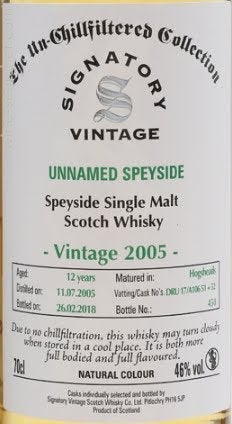 The Un-Chillfiltered Collection
SIGNATORY
S
VINTAGE
UNNAMED SPEYSIDE
Speyside Single Malt
Scotch Whisky
- Vintage 2005 -
Aged: 12 years Matured in: Hogsheads
Distilled on: 11.07.2005 Vatting/Cask No's. DRU 17/A106 51 + 52
Bottled on: 26.02.2018 Bottle No.:
Due to no chillfiltration, this whisky may turn cloudy
when stored in a cool place. It is both more
full bodied and full flavoured.
70cl NATURAL COLOUR 46% vol.
Casks individually selected and bottled by
Signatory Vintage Scotch Whisky Co. Ltd. Pitlochry PH16 5JP
Product of Scotland